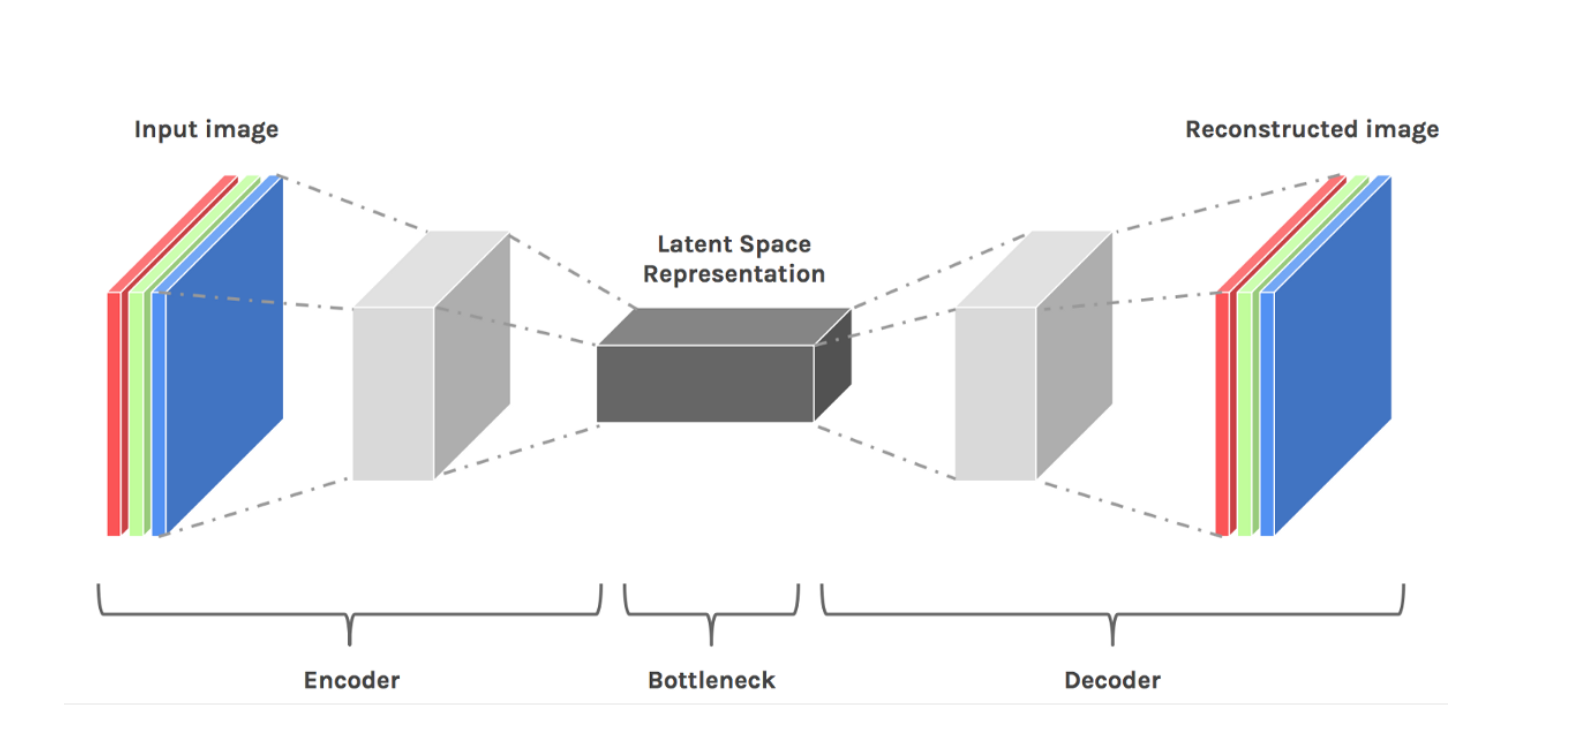 Input image
Reconstructed image
Latent Space
Representation
Encoder
Bottleneck
Decoder